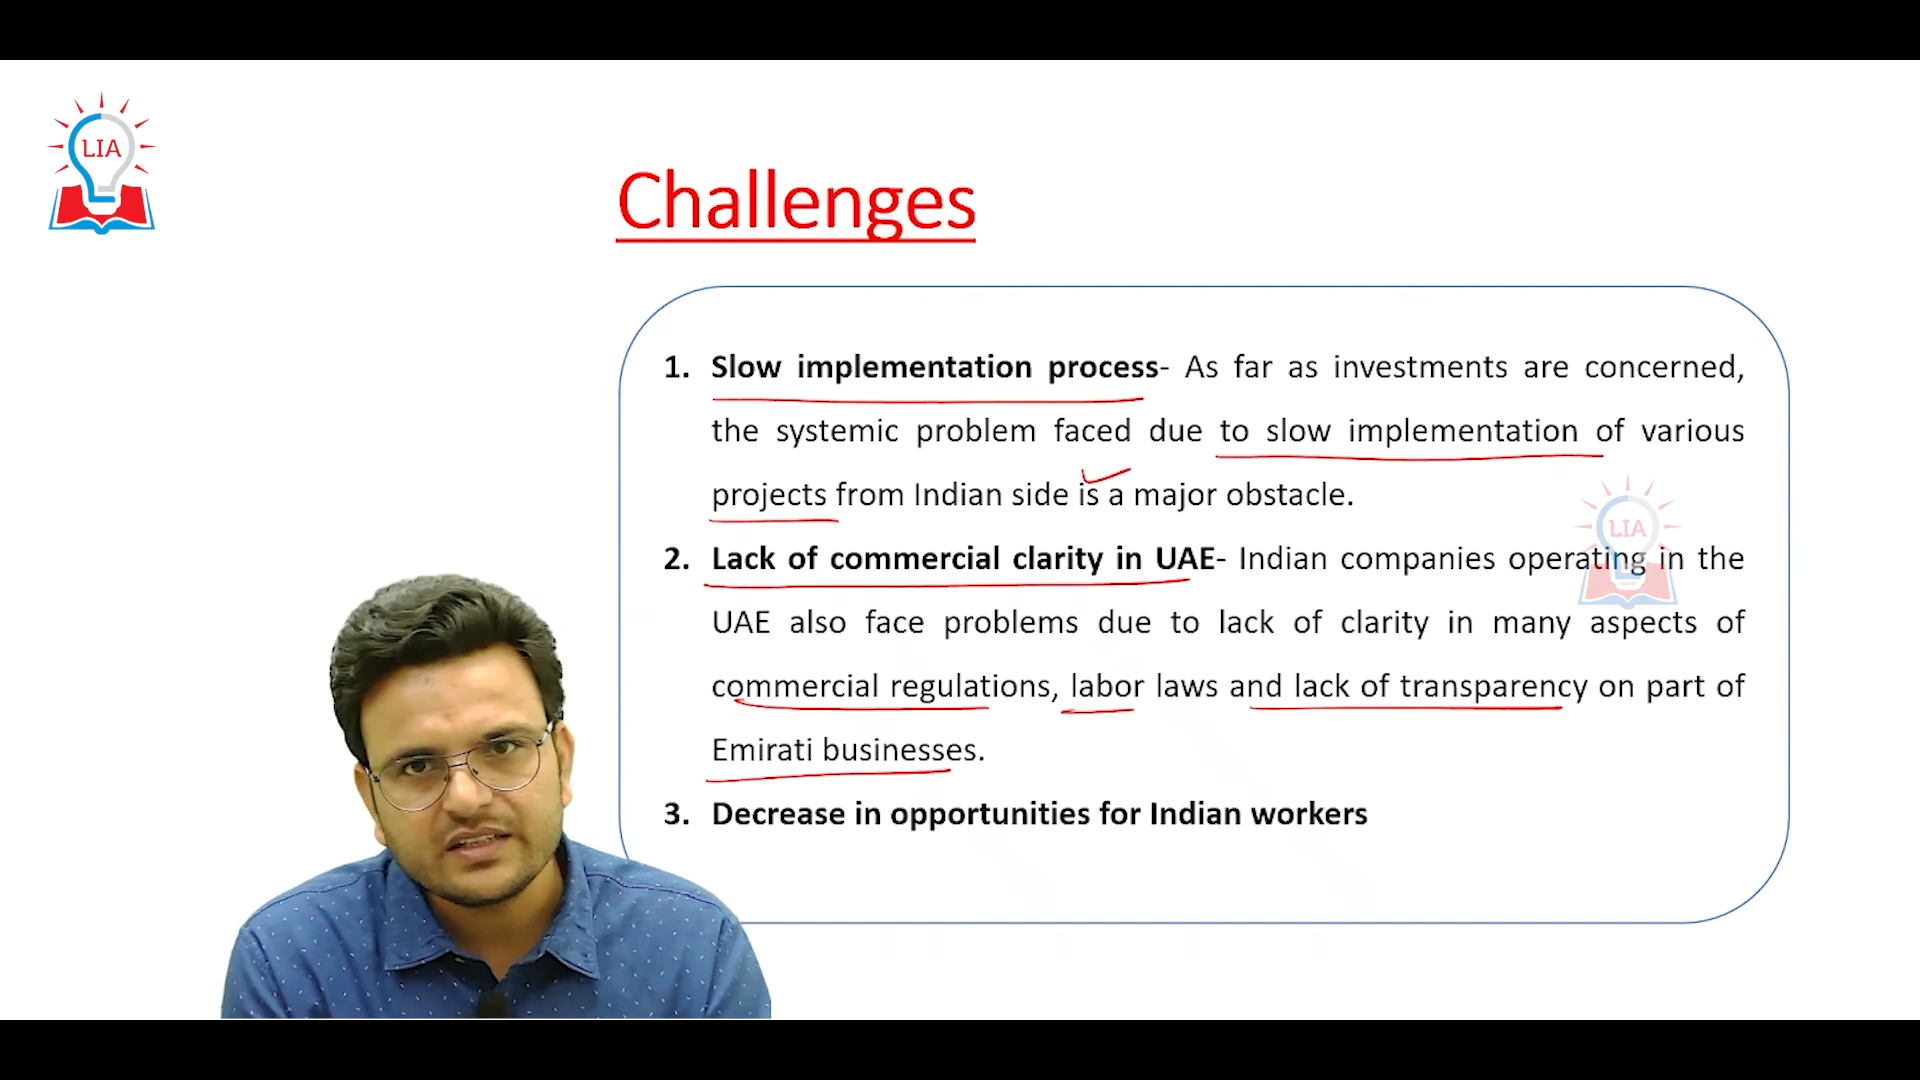 LIA
Challenges
1. Slow implementation process- As far as investments are concerned,
the systemic problem faced due to slow implementation of various
projects from Indian side is a major obstacle.
LIA
2. Lack of commercial clarity in UAE- Indian companies operating in the
UAE also face problems due to lack of clarity in many aspects of
commercial regulations, labor laws and lack of transparency on part of
Emirati businesses.
3. Decrease in opportunities for Indian workers